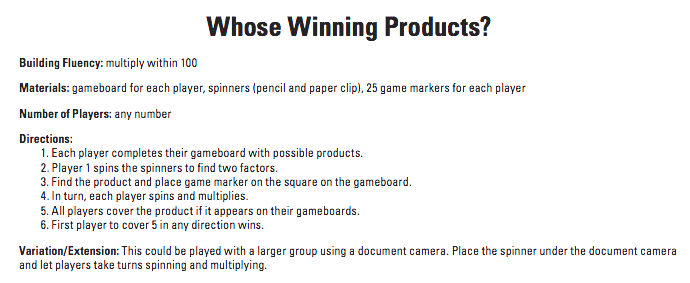 Whose Winning Products?
Building Fluency: multiply within 100
Materials: gameboard for each player, spinners (pencil and paper clip), 25 game markers for each player
Number of Players: any number
Directions:
1. Each player completes their gameboard with possible products.
2. Player 1 spins the spinners to find two factors.
3. Find the product and place game marker on the square on the gameboard.
4. In turn, each player spins and multiplies.
5. All players cover the product if it appears on their gameboards.
6. First player to cover 5 in any direction wins.
Variation/Extension: This could be played with a larger group using a document camera. Place the spinner under the document camera
and let players take turns spinning and multiplying.